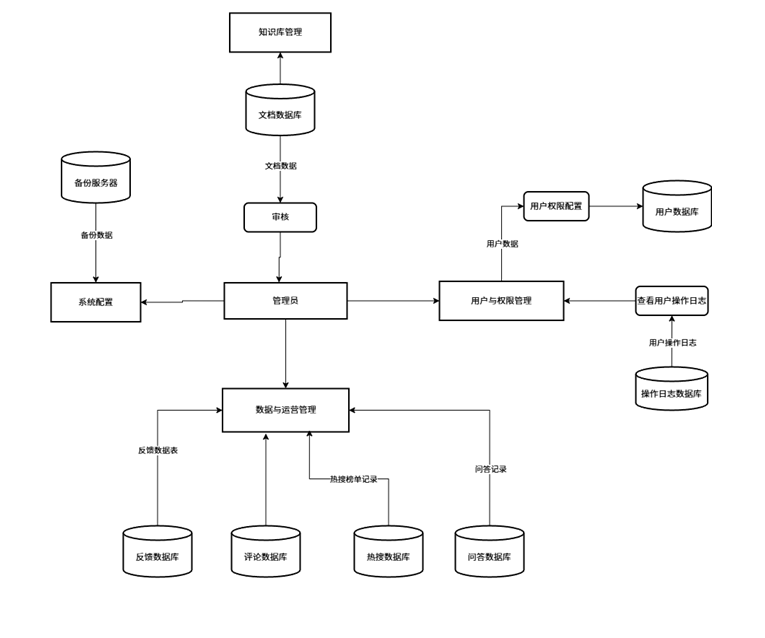 知识库管理
文档数据库
文档数据
备份服务器
用户权限配置
用户数据库
审核
备份数据
用户数据
系统配置
管理员
用户与权限管理
查看用户操作日志
用户操作日志
操作日志数据库
数据与运营管理
反馈数据表
问答记录
热搜榜单记录
反馈数据库
评论数据库
热搜数据库
问答数据库